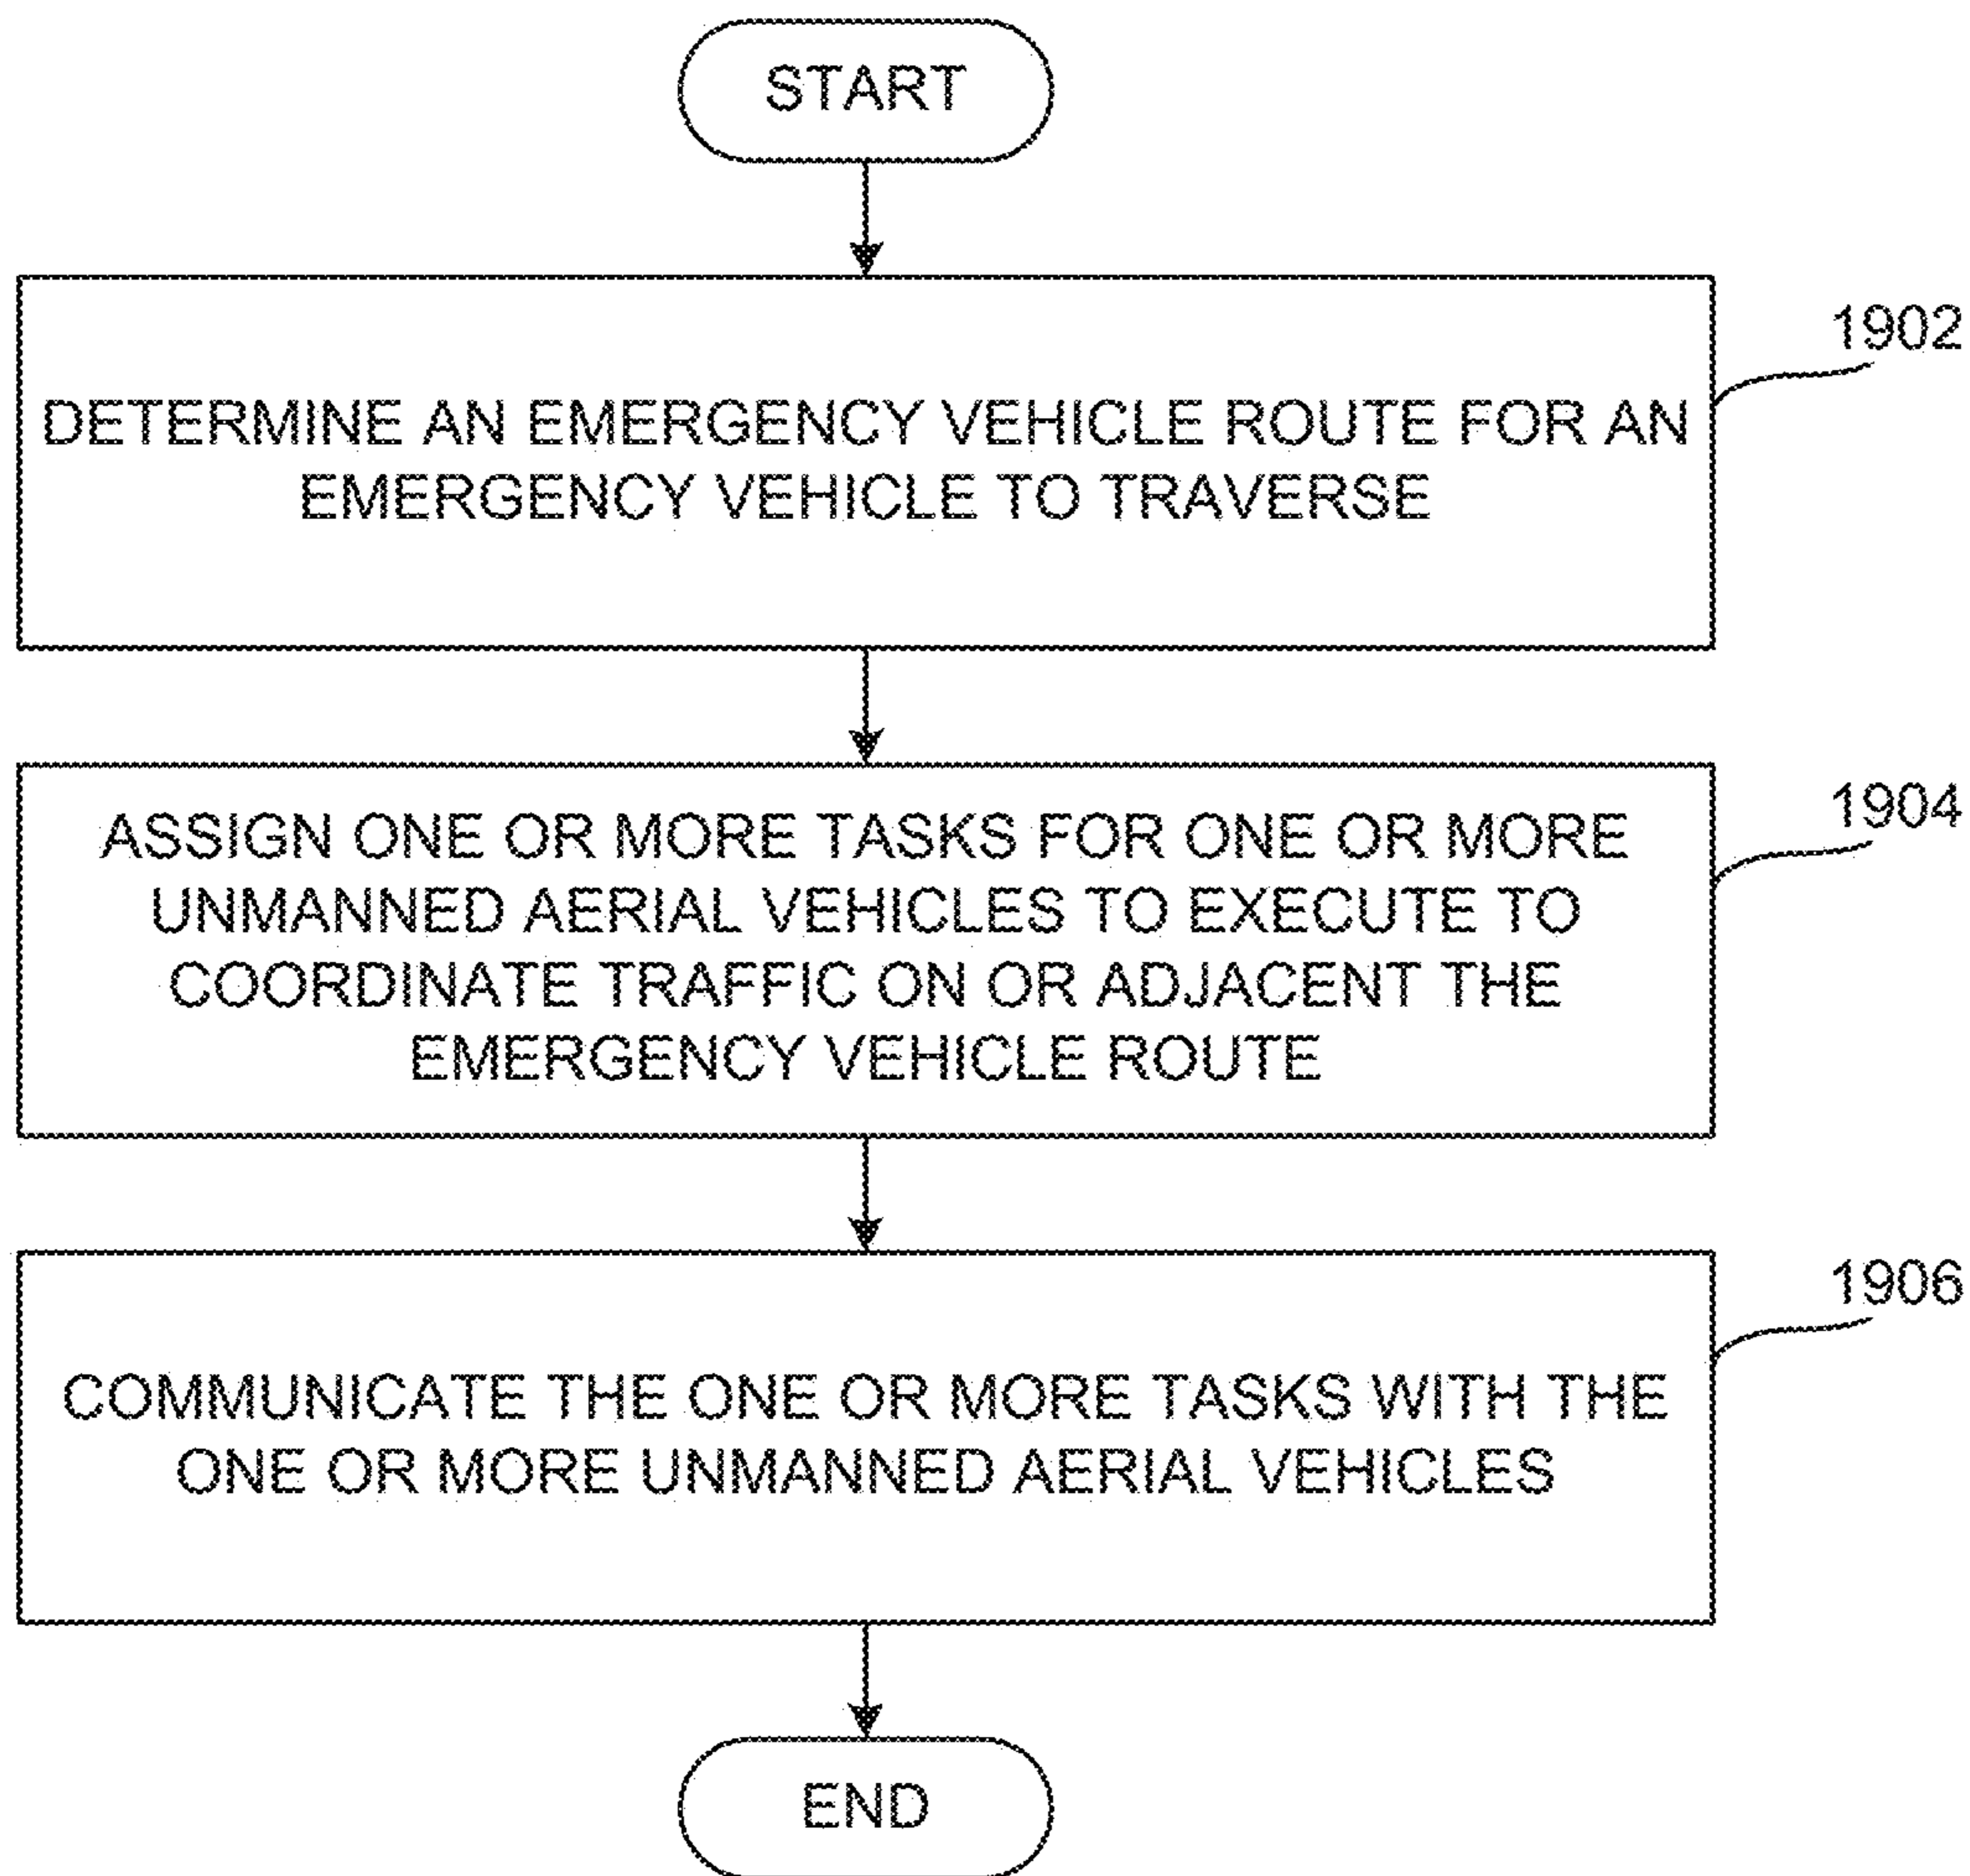 START
1902
DETERMINE AN EMERGENCY VEHICLE ROUTE FOR AN
EMERGENCY VEHICLE TO TRAVERSE
1904
ASSIGN ONE OR MORE TASKS FOR ONE OR MORE
UNMANNED AERIAL VEHICLES TO EXECUTE TO
COORDINATE TRAFFIC ON OR ADJACENT THE
EMERGENCY VEHICLE ROUTE
1906
COMMUNICATE THE ONE OR MORE TASKS WITH THE
ONE OR MORE UNMANNED AERIAL VEHICLES
END